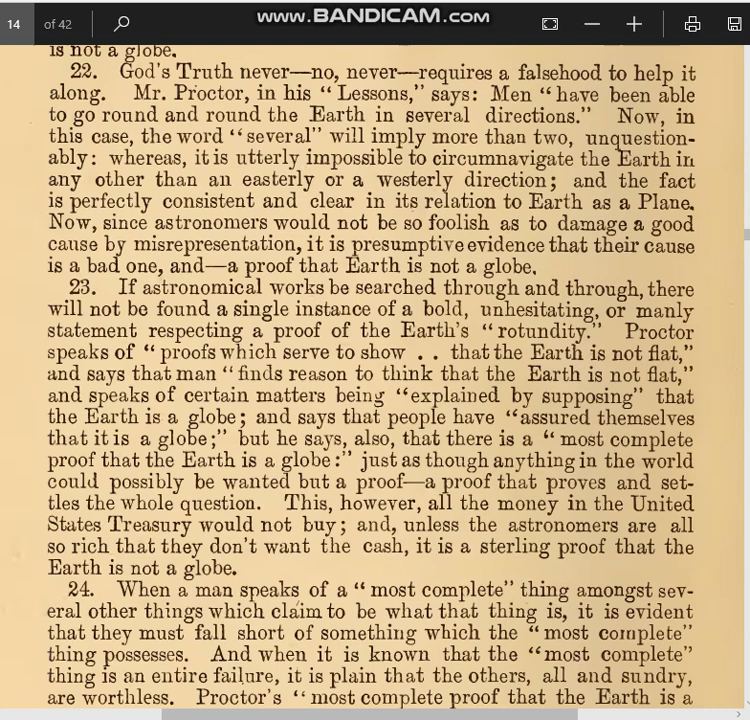 14 of 42
www.BANDICAM.com
is not a globe.
22. God's Truth never—no, never—requires a falsehood to help it
along. Mr. Proctor, in his "Lessons," says: Men "have been able
to go round and round the Earth in several directions." Now, in
this case, the word "several" will imply more than two, unquestion-
ably: whereas, it is utterly impossible to circumnavigate the Earth in
any other than an easterly or a westerly direction; and the fact
is perfectly consistent and clear in its relation to Earth as a Plane.
Now, since astronomers would not be so foolish as to damage a good
cause by misrepresentation, it is presumptive evidence that their cause
is a bad one, and—a proof that Earth is not a globe.
23. If astronomical works be searched through and through, there
will not be found a single instance of a bold, unhesitating, or manly
statement respecting a proof of the Earth's "rotundity." Proctor
speaks of "proofs which serve to show . . that the Earth is not flat,"
and says that man "finds reason to think that the Earth is not flat,"
and speaks of certain matters being "explained by supposing" that
the Earth is a globe; and says that people have "assured themselves
that it is a globe;" but he says, also, that there is a "most complete
proof that the Earth is a globe:" just as though anything in the world
could possibly be wanted but a proof—a proof that proves and set-
tles the whole question. This, however, all the money in the United
States Treasury would not buy; and, unless the astronomers are all
so rich that they don't want the cash, it is a sterling proof that the
Earth is not a globe.
24. When a man speaks of a "most complete" thing amongst sev-
eral other things which claim to be what that thing is, it is evident
that they must fall short of something which the "most complete"
thing possesses. And when it is known that the "most complete"
thing is an entire failure, it is plain that the others, all and sundry,
are worthless. Proctor's "most complete proof that the Earth is a